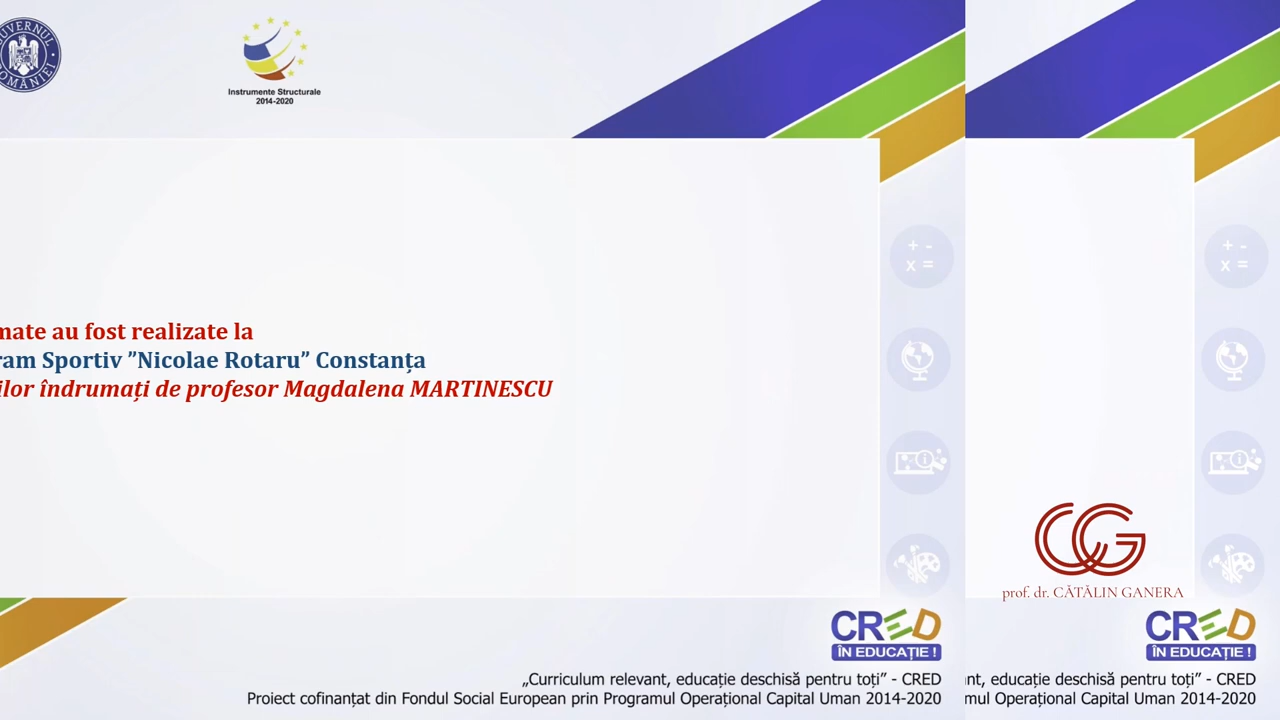 GUVERNUL ROMÂNIEI
Instrumente Structurale
2014-2020
+ -
x =
+ -
x =
mate au fost realizate la
ram Sportiv ”Nicolae Rotaru” Constanța
ilor îndrumați de profesor Magdalena MARTINESCU
CG
prof. dr. CĂTĂLIN GANERA
CRED
ÎN EDUCAȚIE !
CRED
ÎN EDUCAȚIE !
„Curriculum relevant, educație deschisă pentru toți” - CRED
Proiect cofinanțat din Fondul Social European prin Programul Operațional Capital Uman 2014-2020
nt, educație deschisă pentru toți” - CRED
mul Operațional Capital Uman 2014-2020